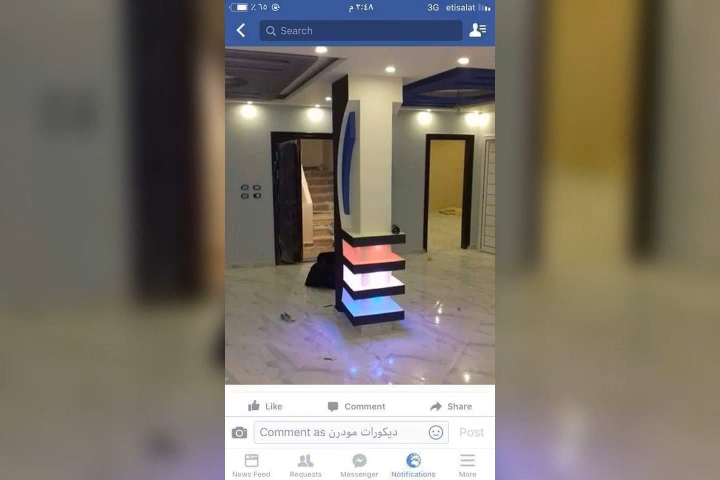 ٪ ٦٥ ٢:٤٨ م 3G etisalat
Search
Like Comment Share
Comment as ديكورات مودرن Post
News Feed Requests Messenger Notifications More